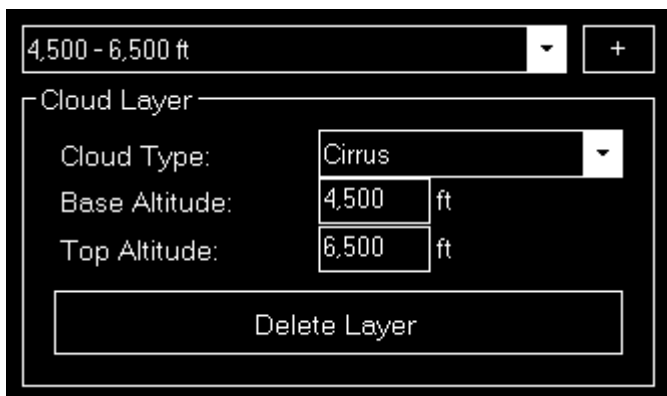 4,500 - 6,500 ft +
Cloud Layer
Cloud Type: Cirrus
Base Altitude: 4,500 ft
Top Altitude: 6,500 ft
Delete Layer